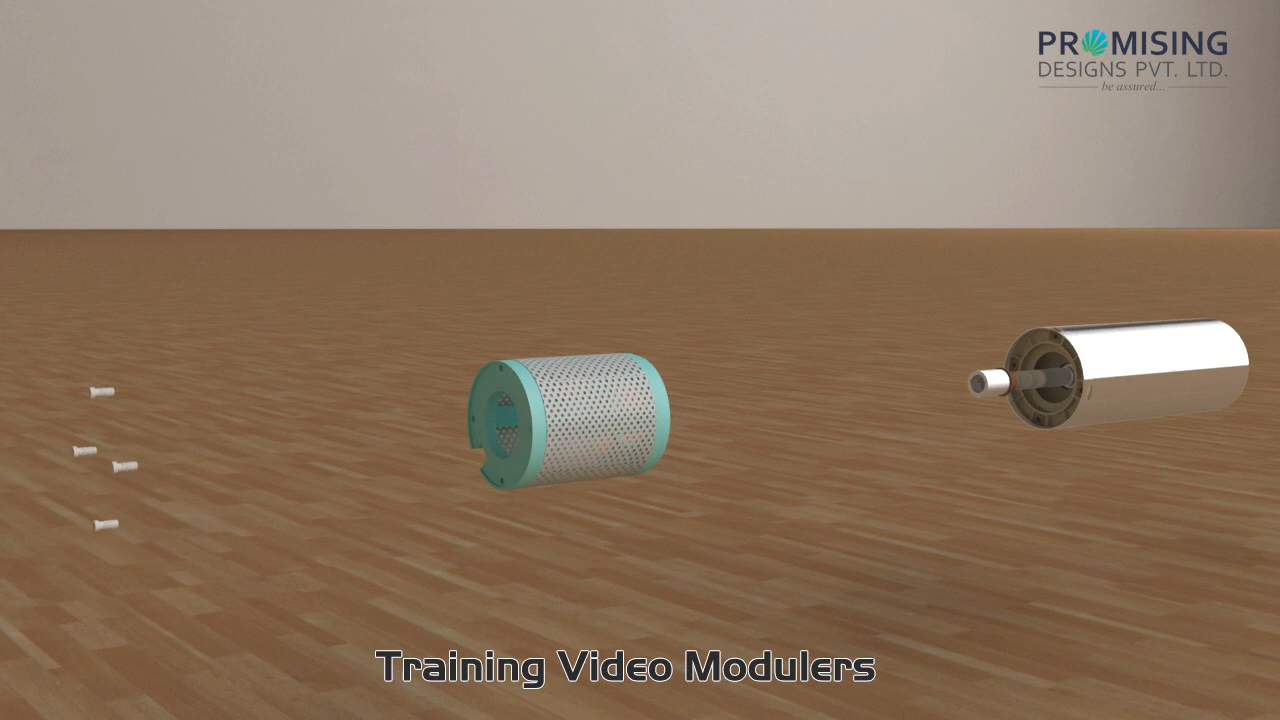 PROMISING
DESIGNS PVT. LTD.
be assured...
Training Video Modulers